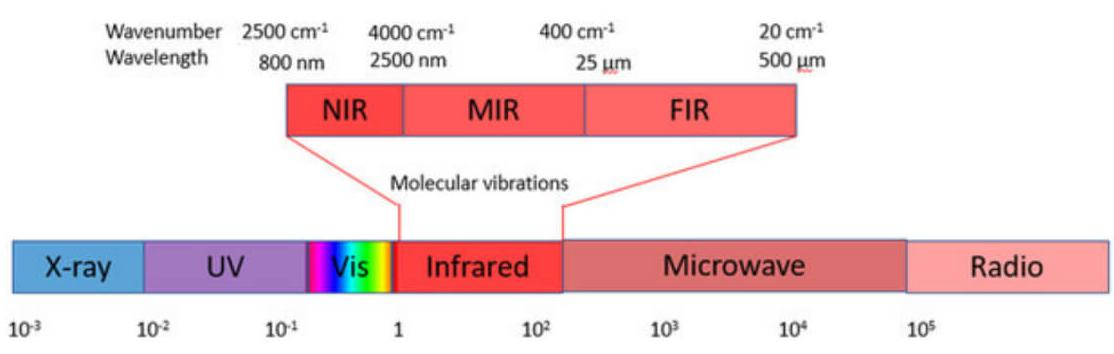 Wavenumber 2500 cm⁻¹ 4000 cm⁻¹ 400 cm⁻¹ 20 cm⁻¹
Wavelength 800 nm 2500 nm 25 µm 500 µm
NIR MIR FIR
Molecular vibrations
X-ray UV Vis Infrared Microwave Radio
10⁻³ 10⁻² 10⁻¹ 1 10² 10³ 10⁴ 10⁵